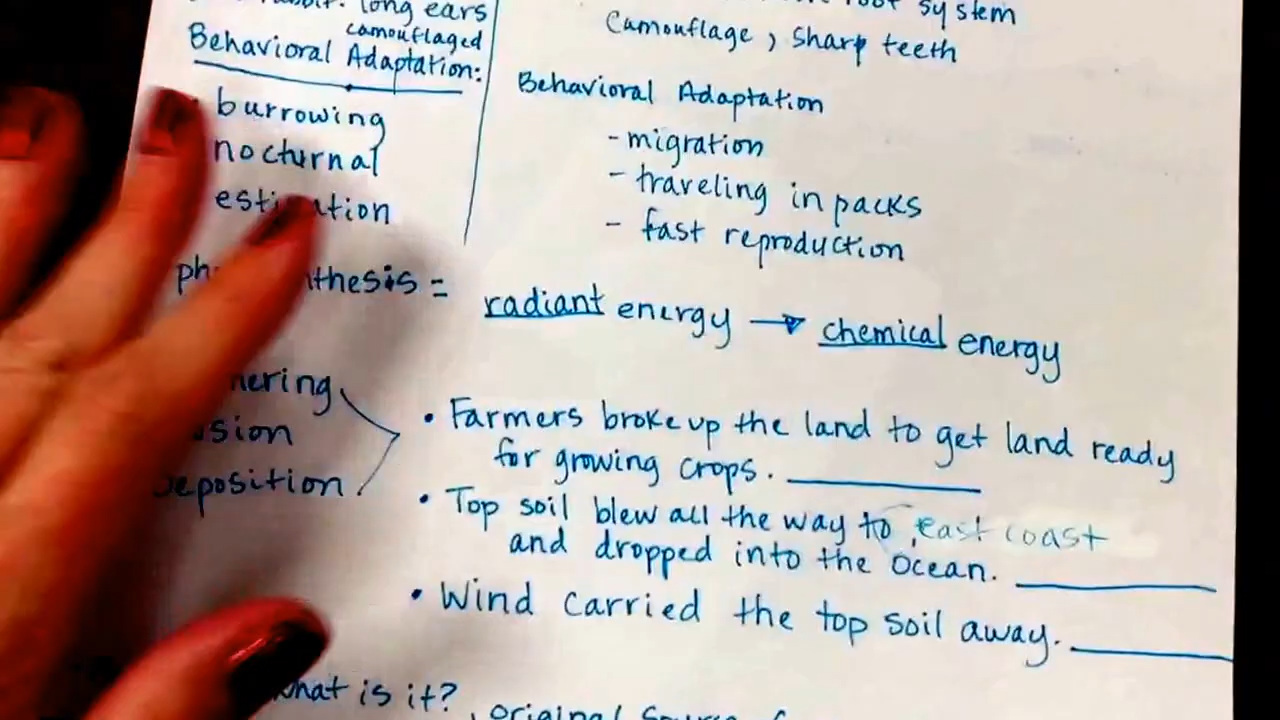 long ears
camouflaged
Behavioral Adaptation:
burrowing
nocturnal
system
Camouflage, sharp teeth
Behavioral Adaptation
- migration
- traveling in packs
- fast reproduction
=
radiant energy → chemical energy
• Farmers broke up the land to get land ready
for growing crops.
• Top soil blew all the way to east coast
and dropped into the ocean.
• Wind carried the top soil away.
what is it?
original